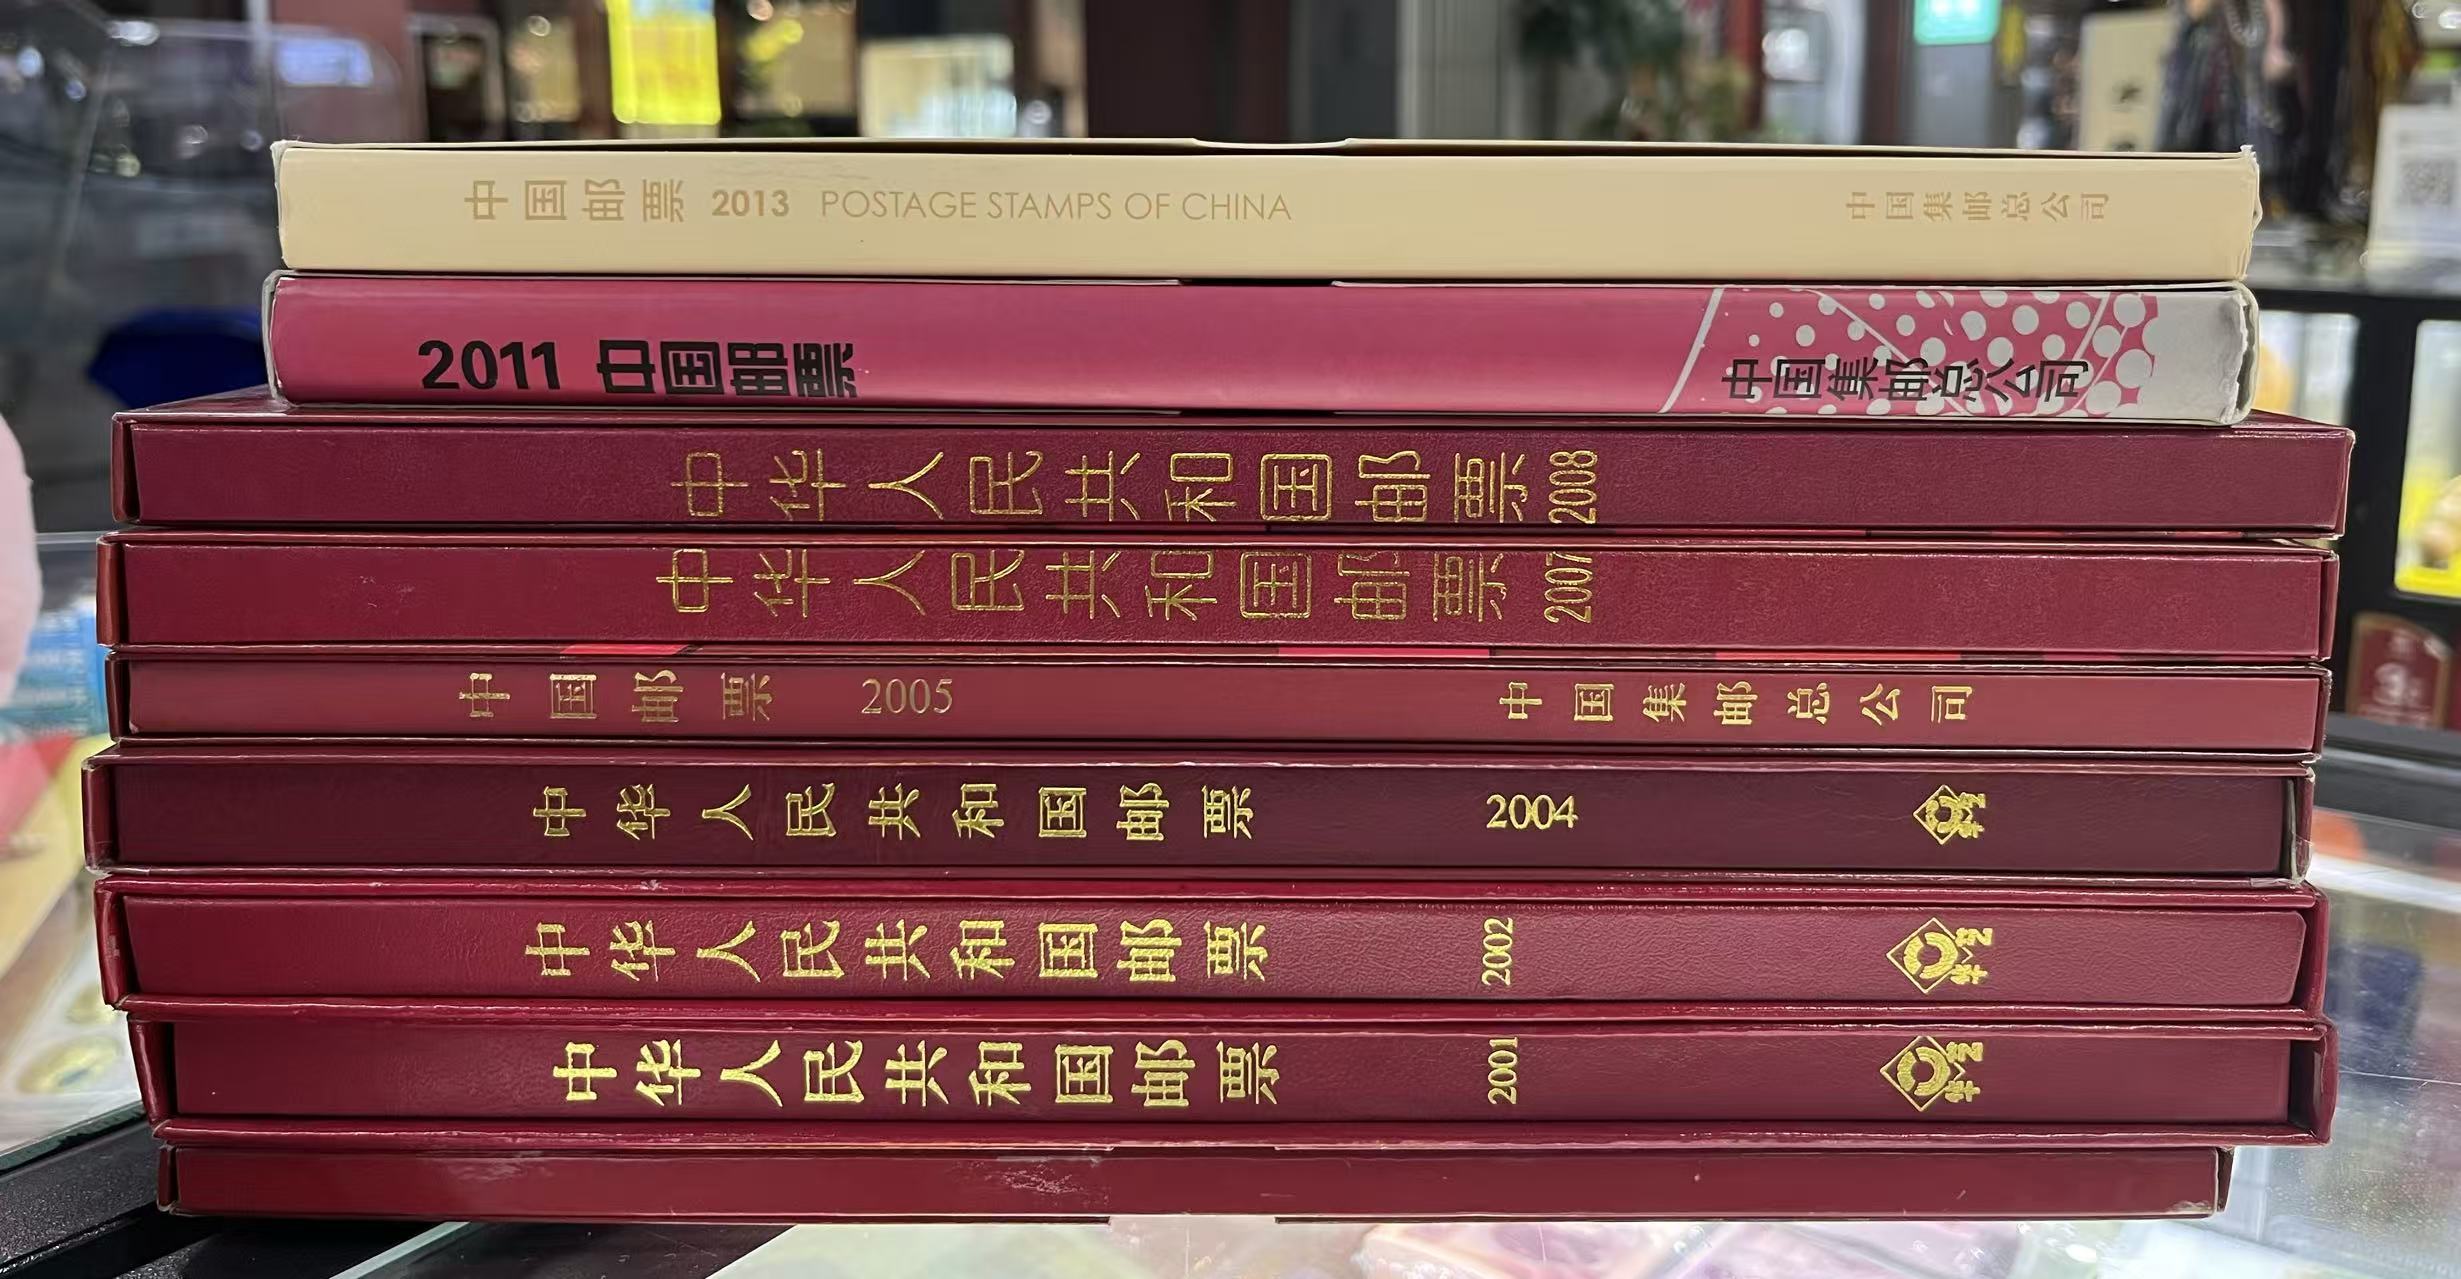 中国邮票 2013 POSTAGE STAMPS OF CHINA 中国集邮总公司
2011 中国邮票 中国集邮总公司
中华人民共和国邮票 2008
中华人民共和国邮票 2007
中国邮票 2005 中国集邮总公司
中华人民共和国邮票 2004
中华人民共和国邮票 2002
中华人民共和国邮票 2001